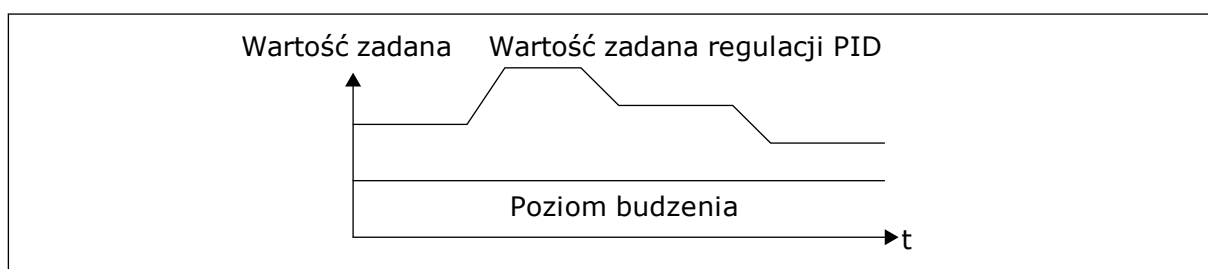 Wartość zadana
Wartość zadana regulacji PID
Poziom budzenia
t